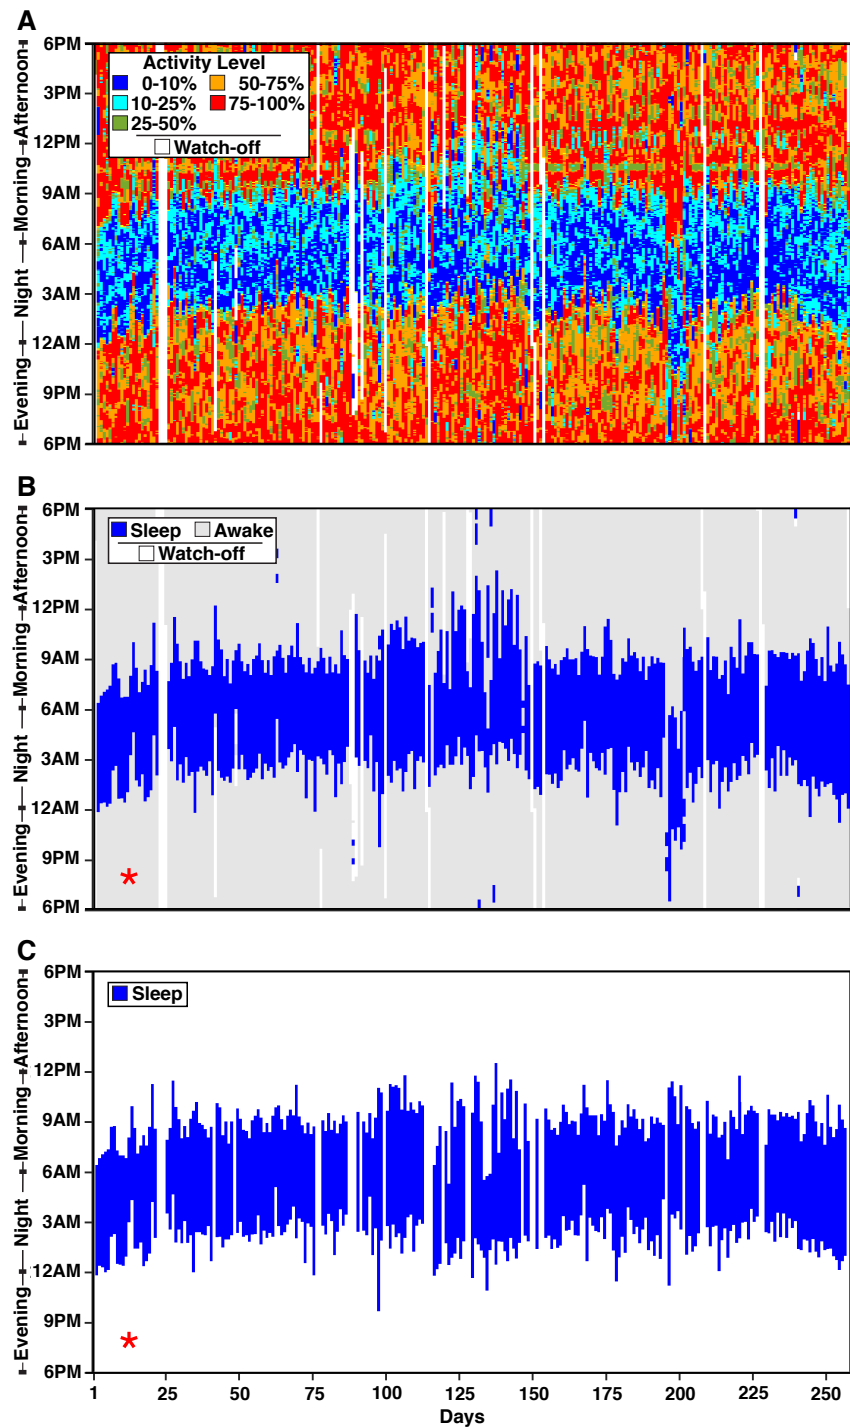 A
6PM
3PM
12PM
9AM
6AM
3AM
12AM
9PM
6PM
Evening
Night
Morning
Afternoon
Activity Level
0-10%
50-75%
10-25%
75-100%
25-50%
Watch-off
B
6PM
3PM
12PM
9AM
6AM
3AM
12AM
9PM
6PM
Evening
Night
Morning
Afternoon
Sleep
Awake
Watch-off
*
C
6PM
3PM
12PM
9AM
6AM
3AM
12AM
9PM
6PM
Evening
Night
Morning
Afternoon
Sleep
*
1
25
50
75
100
125
150
175
200
225
250
Days